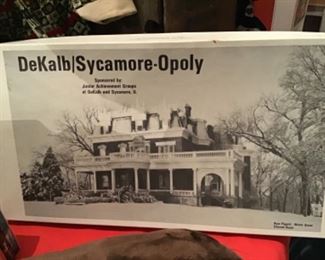 DeKalb/Sycamore-Opoly
Sponsored by:
Junior Achievement Groups
of DeKalb and Sycamore, IL